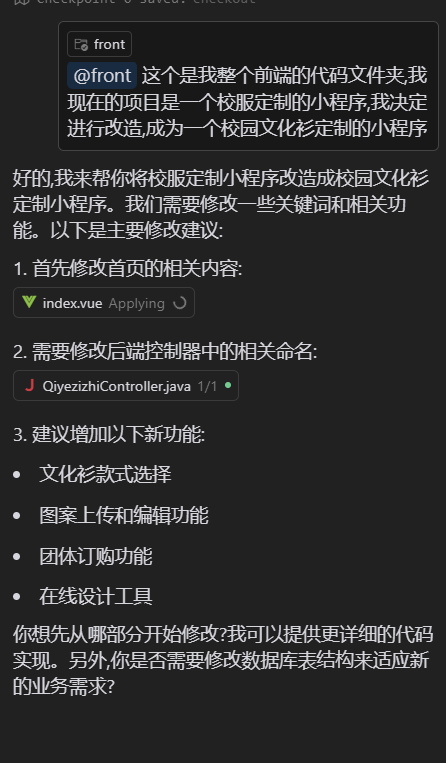 checkpoint 0 saved: checkout
front
@front 这个是我整个前端的代码文件夹,我
现在的项目是一个校服定制的小程序,我决定
进行改造,成为一个校园文化衫定制的小程序
好的,我来帮你将校服定制小程序改造成校园文化衫
定制小程序。我们需要修改一些关键词和相关功
能。以下是主要修改建议:
1. 首先修改首页的相关内容:
index.vue Applying
2. 需要修改后端控制器中的相关命名:
J QiyezizhiController.java 1/1
3. 建议增加以下新功能:
• 文化衫款式选择
• 图案上传和编辑功能
• 团体订购功能
• 在线设计工具
你想先从哪部分开始修改?我可以提供更详细的代码
实现。另外,你是否需要修改数据库表结构来适应新
的业务需求?